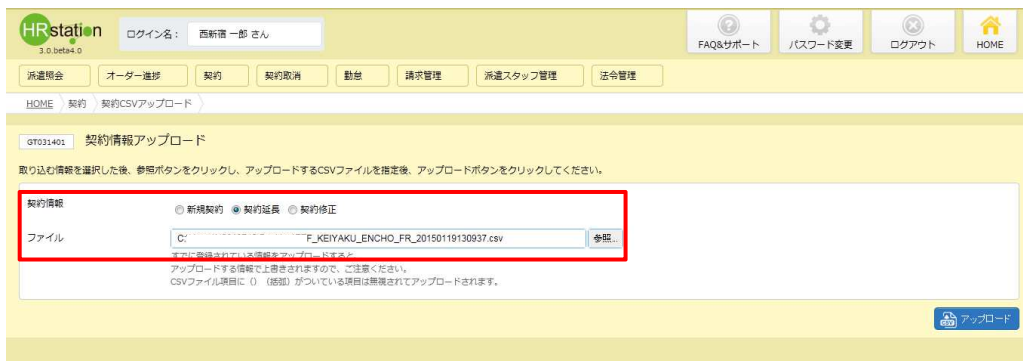 HRstation
3.0.beta4.0
ログイン名： 西新宿 一郎 さん
FAQ&サポート
パスワード変更
ログアウト
HOME
派遣照会 オーダー進捗 契約 契約取消 勤怠 請求管理 派遣スタッフ管理 法令管理
HOME 契約 契約CSVアップロード
GT031401 契約情報アップロード
取り込む情報を選択した後、参照ボタンをクリックし、アップロードするCSVファイルを指定後、アップロードボタンをクリックしてください。
契約情報 新規契約 契約延長 契約修正
ファイル C: F_KEIYAKU_ENCHO_FR_20150119130937.csv 参照...
すでに登録されている情報をアップロードすると、
アップロードする情報で上書きされますので、ご注意ください。
CSVファイル項目に（）（括弧）がついている項目は無視されてアップロードされます。
CSV アップロード